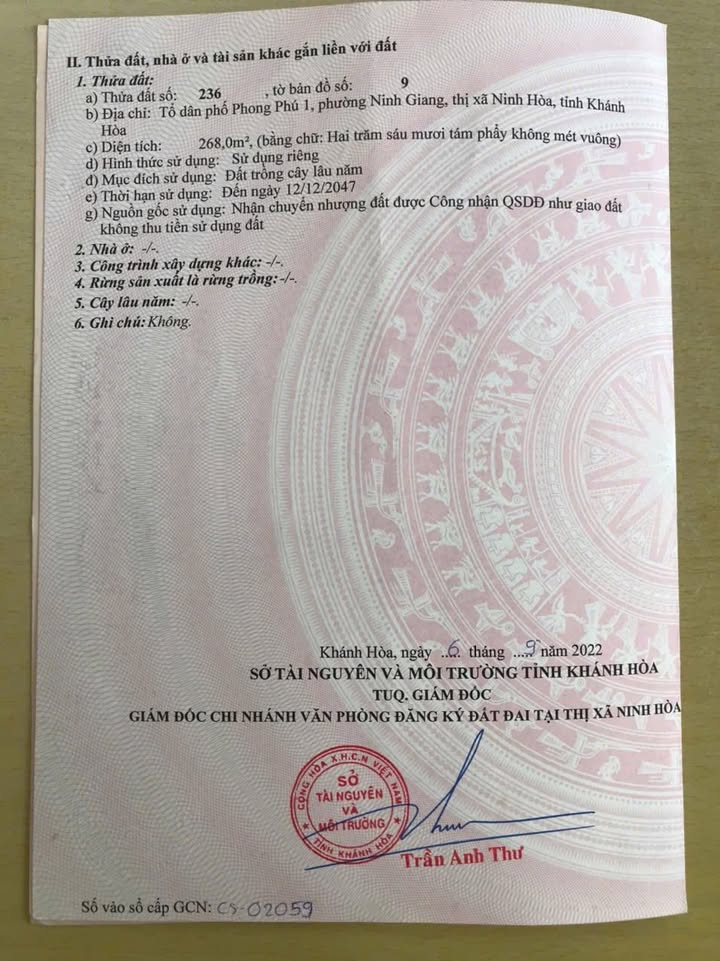 II. Thửa đất, nhà ở và tài sản khác gắn liền với đất
1. Thửa đất:
a) Thửa đất số: 236 , tờ bản đồ số: 9
b) Địa chỉ: Tổ dân phố Phong Phú 1, phường Ninh Giang, thị xã Ninh Hòa, tỉnh Khánh
Hòa
c) Diện tích: 268,0m², (bằng chữ: Hai trăm sáu mươi tám phẩy không mét vuông)
d) Hình thức sử dụng: Sử dụng riêng
đ) Mục đích sử dụng: Đất trồng cây lâu năm
e) Thời hạn sử dụng: Đến ngày 12/12/2047
g) Nguồn gốc sử dụng: Nhận chuyển nhượng đất được Công nhận QSDĐ như giao đất
không thu tiền sử dụng đất
2. Nhà ở: -/-.
3. Công trình xây dựng khác: -/-.
4. Rừng sản xuất là rừng trồng: -/-.
5. Cây lâu năm: -/-.
6. Ghi chú: Không.
Khánh Hòa, ngày ..6.. tháng ....9 năm 2022
SỞ TÀI NGUYÊN VÀ MÔI TRƯỜNG TỈNH KHÁNH HÒA
TUQ. GIÁM ĐỐC
GIÁM ĐỐC CHI NHÁNH VĂN PHÒNG ĐĂNG KÝ ĐẤT ĐAI TẠI THỊ XÃ NINH HÒA
CỘNG HÒA X.H.C.N VIỆT NAM
SỞ
TÀI NGUYÊN
VÀ
MÔI TRƯỜNG
TỈNH KHÁNH HÒA
Trần Anh Thư
Số vào sổ cấp GCN: CS-02059